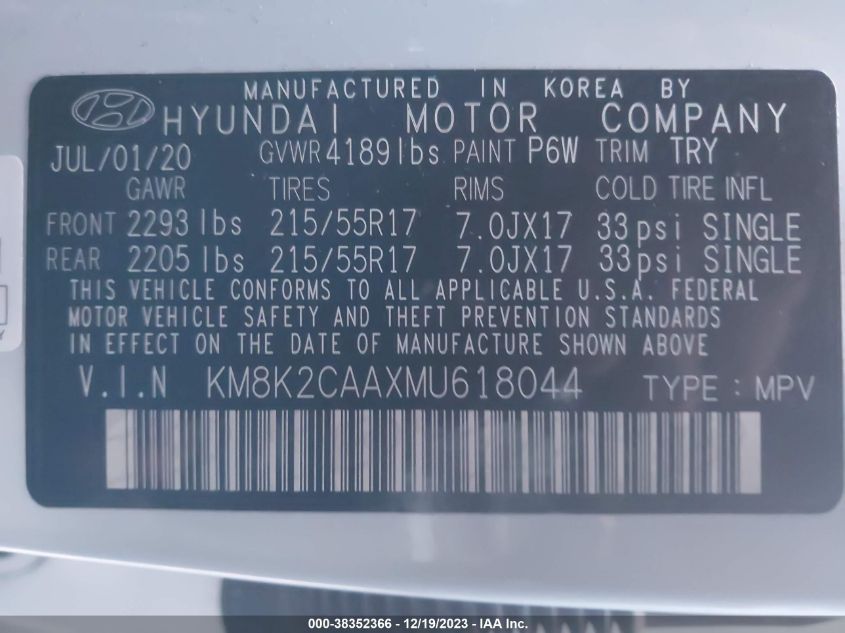 MANUFACTURED IN KOREA BY
HYUNDAI MOTOR COMPANY
JUL/01/20 GVWR 4189lbs PAINT P6W TRIM TRY
GAWR TIRES RIMS COLD TIRE INFL
FRONT 2293 lbs 215/55R17 7.0JX17 33psi SINGLE
REAR 2205 lbs 215/55R17 7.0JX17 33psi SINGLE
THIS VEHICLE CONFORMS TO ALL APPLICABLE U.S.A. FEDERAL
MOTOR VEHICLE SAFETY AND THEFT PREVENTION STANDARDS
IN EFFECT ON THE DATE OF MANUFACTURE SHOWN ABOVE
V.I.N KM8K2CAAXMU618044 TYPE : MPV
000-38352366 - 12/19/2023 - IAA Inc.